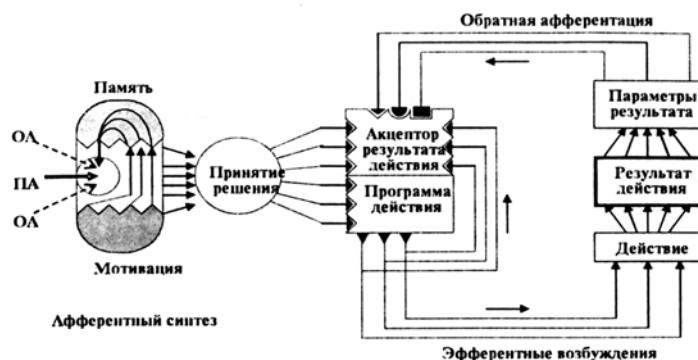 Обратная афферентация
Память
ОА
ПА
ОА
Мотивация
Афферентный синтез
Принятие
решения
Акцептор
результата
действия
Программа
действия
Параметры
результата
Результат
действия
Действие
Эфферентные возбуждения